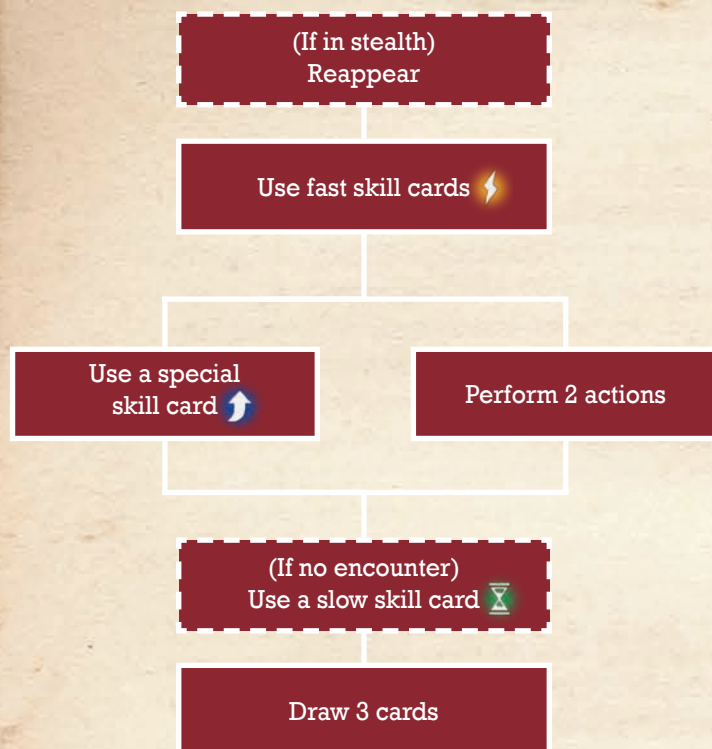 (If in stealth)
Reappear
Use fast skill cards
Use a special
skill card
Perform 2 actions
(If no encounter)
Use a slow skill card
Draw 3 cards